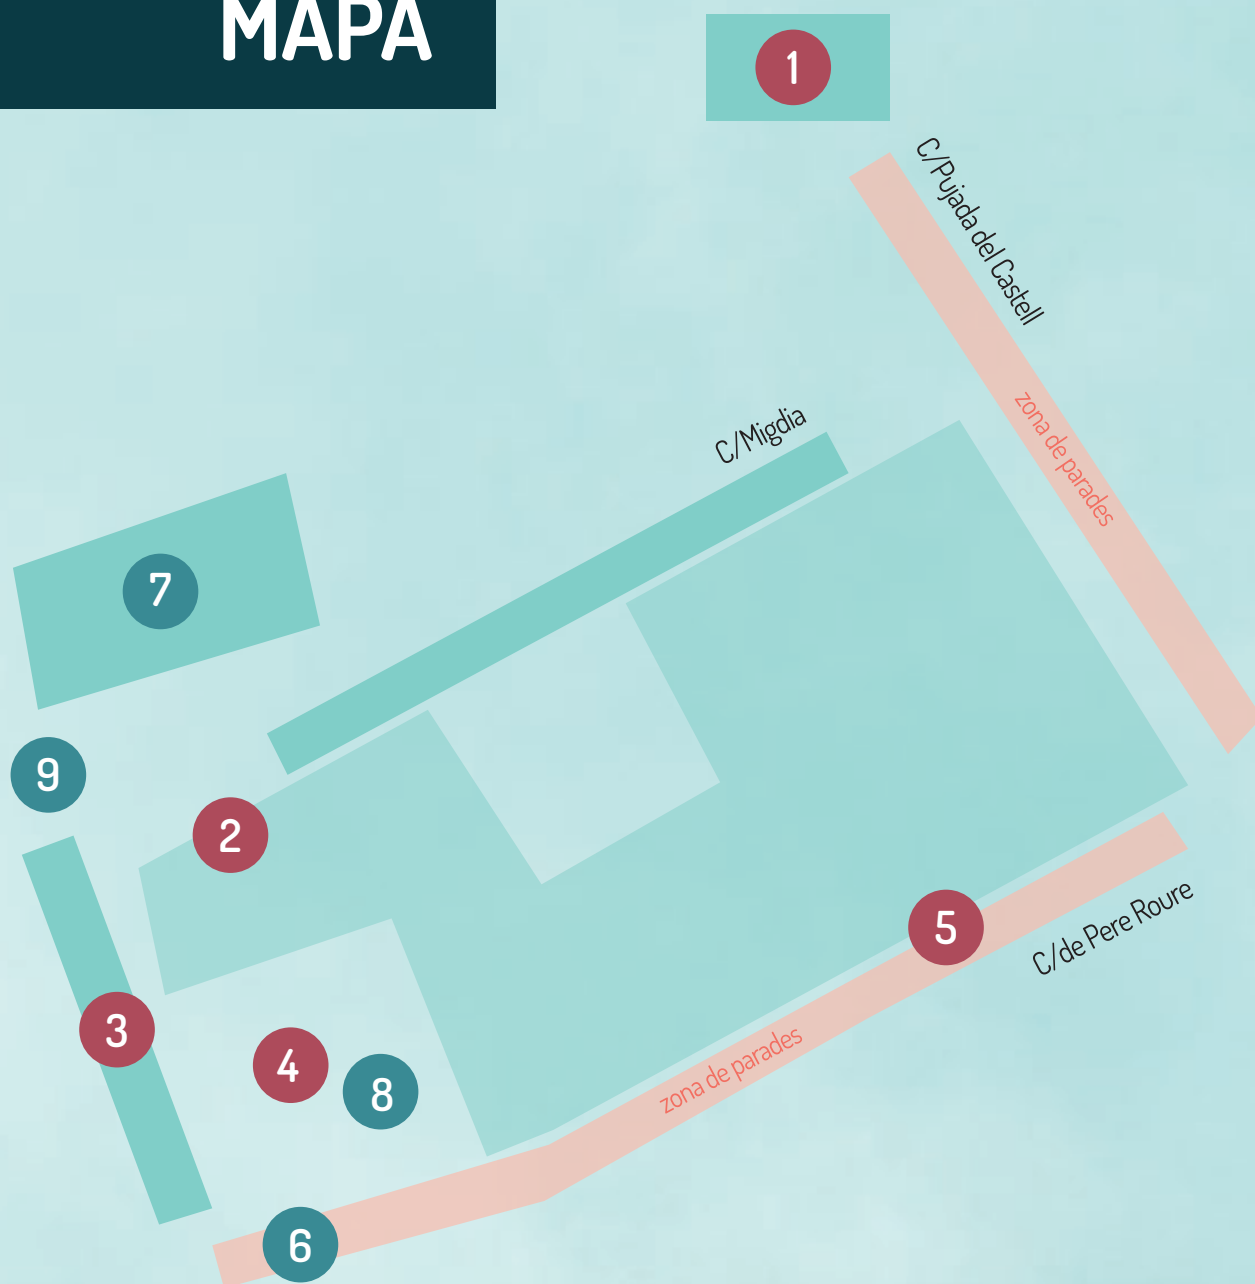 MAPA
1
C/Pujada del Castell
zona de parades
C/Migdia
7
9
2
5
C/de Pere Roure
3
4
8
zona de parades
6